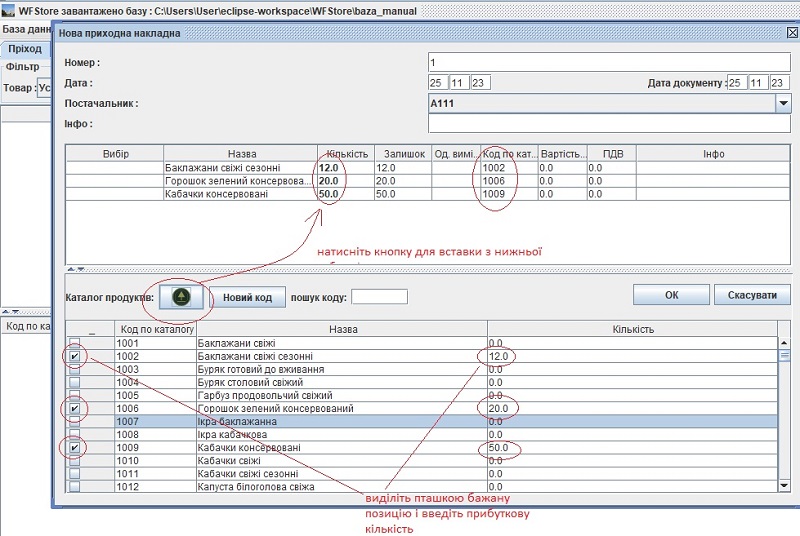 WFStore завантажено базу : C:\Users\User\eclipse-workspace\WFStore\baza_manual
База данн
Нова приходна накладна
Пріход
Фільтр
Товар : Ус
Номер : 1
Дата : 25 11 23 Дата документу : 25 11 23
Постачальник : A111
Інфо :
Вибір Назва Кількість Залишок Од. вимі... Код по кат... Вартість... ПДВ Інфо
Баклажани свіжі сезонні 12.0 12.0 1002 0.0 0.0
Горошок зелений консервова... 20.0 20.0 1006 0.0 0.0
Кабачки консервовані 50.0 50.0 1009 0.0 0.0
натисніть кнопку для вставки з нижньої
Каталог продуктів: Новий код пошук коду: ОК Скасувати
Код по ка
_ Код по каталогу Назва Кількість
1001 Баклажани свіжі 0.0
1002 Баклажани свіжі сезонні 12.0
1003 Буряк готовий до вживання 0.0
1004 Буряк столовий свіжий 0.0
1005 Гарбуз продовольчий свіжий 0.0
1006 Горошок зелений консервований 20.0
1007 Ікра баклажанна 0.0
1008 Ікра кабачкова 0.0
1009 Кабачки консервовані 50.0
1010 Кабачки свіжі 0.0
1011 Кабачки свіжі сезонні 0.0
1012 Капуста білоголова свіжа 0.0
виділіть пташкою бажану
позицію і введіть прибуткову
кількість